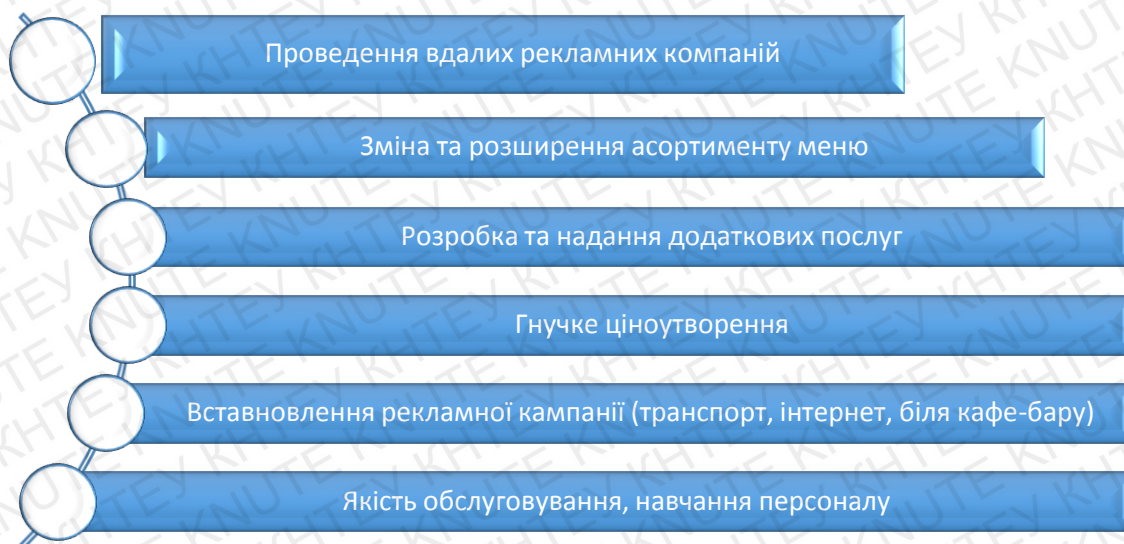 Проведення вдалих рекламних компаній
Зміна та розширення асортименту меню
Розробка та надання додаткових послуг
Гнучке ціноутворення
Вставновлення рекламної кампанії (транспорт, інтернет, біля кафе-бару)
Якість обслуговування, навчання персоналу